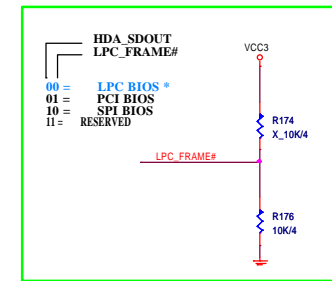 HDA_SDOUT
LPC_FRAME#
00 = LPC BIOS *
01 = PCI BIOS
10 = SPI BIOS
11 = RESERVED
VCC3
R174
X_10K/4
LPC_FRAME#
R176
10K/4